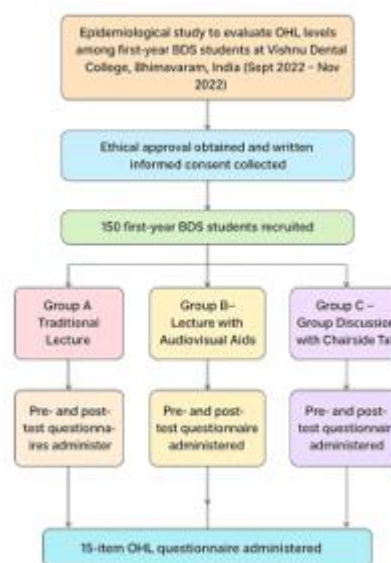 Epidemiological study to evaluate OHL levels
among first-year BDS students at Vishnu Dental
College, Bhimavaram, India (Sept 2022 – Nov
2022)
Ethical approval obtained and written
informed consent collected
150 first-year BDS students recruited
Group A
Traditional
Lecture
Group B–
Lecture with
Audiovisual Aids
Group C –
Group Discussion
with Chairside Tal
Pre- and post-
test questionna-
ires administer
Pre- and post-
test questionnaire
administered
Pre- and post-
test questionnaire
administered
15-item OHL questionnaire administered